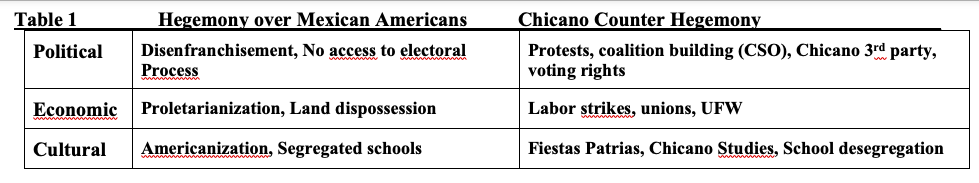 Table 1 Hegemony over Mexican Americans Chicano Counter Hegemony
Political Disenfranchisement, No access to electoral Process Protests, coalition building (CSO), Chicano 3rd party, voting rights
Economic Proletarianization, Land dispossession Labor strikes, unions, UFW
Cultural Americanization, Segregated schools Fiestas Patrias, Chicano Studies, School desegregation